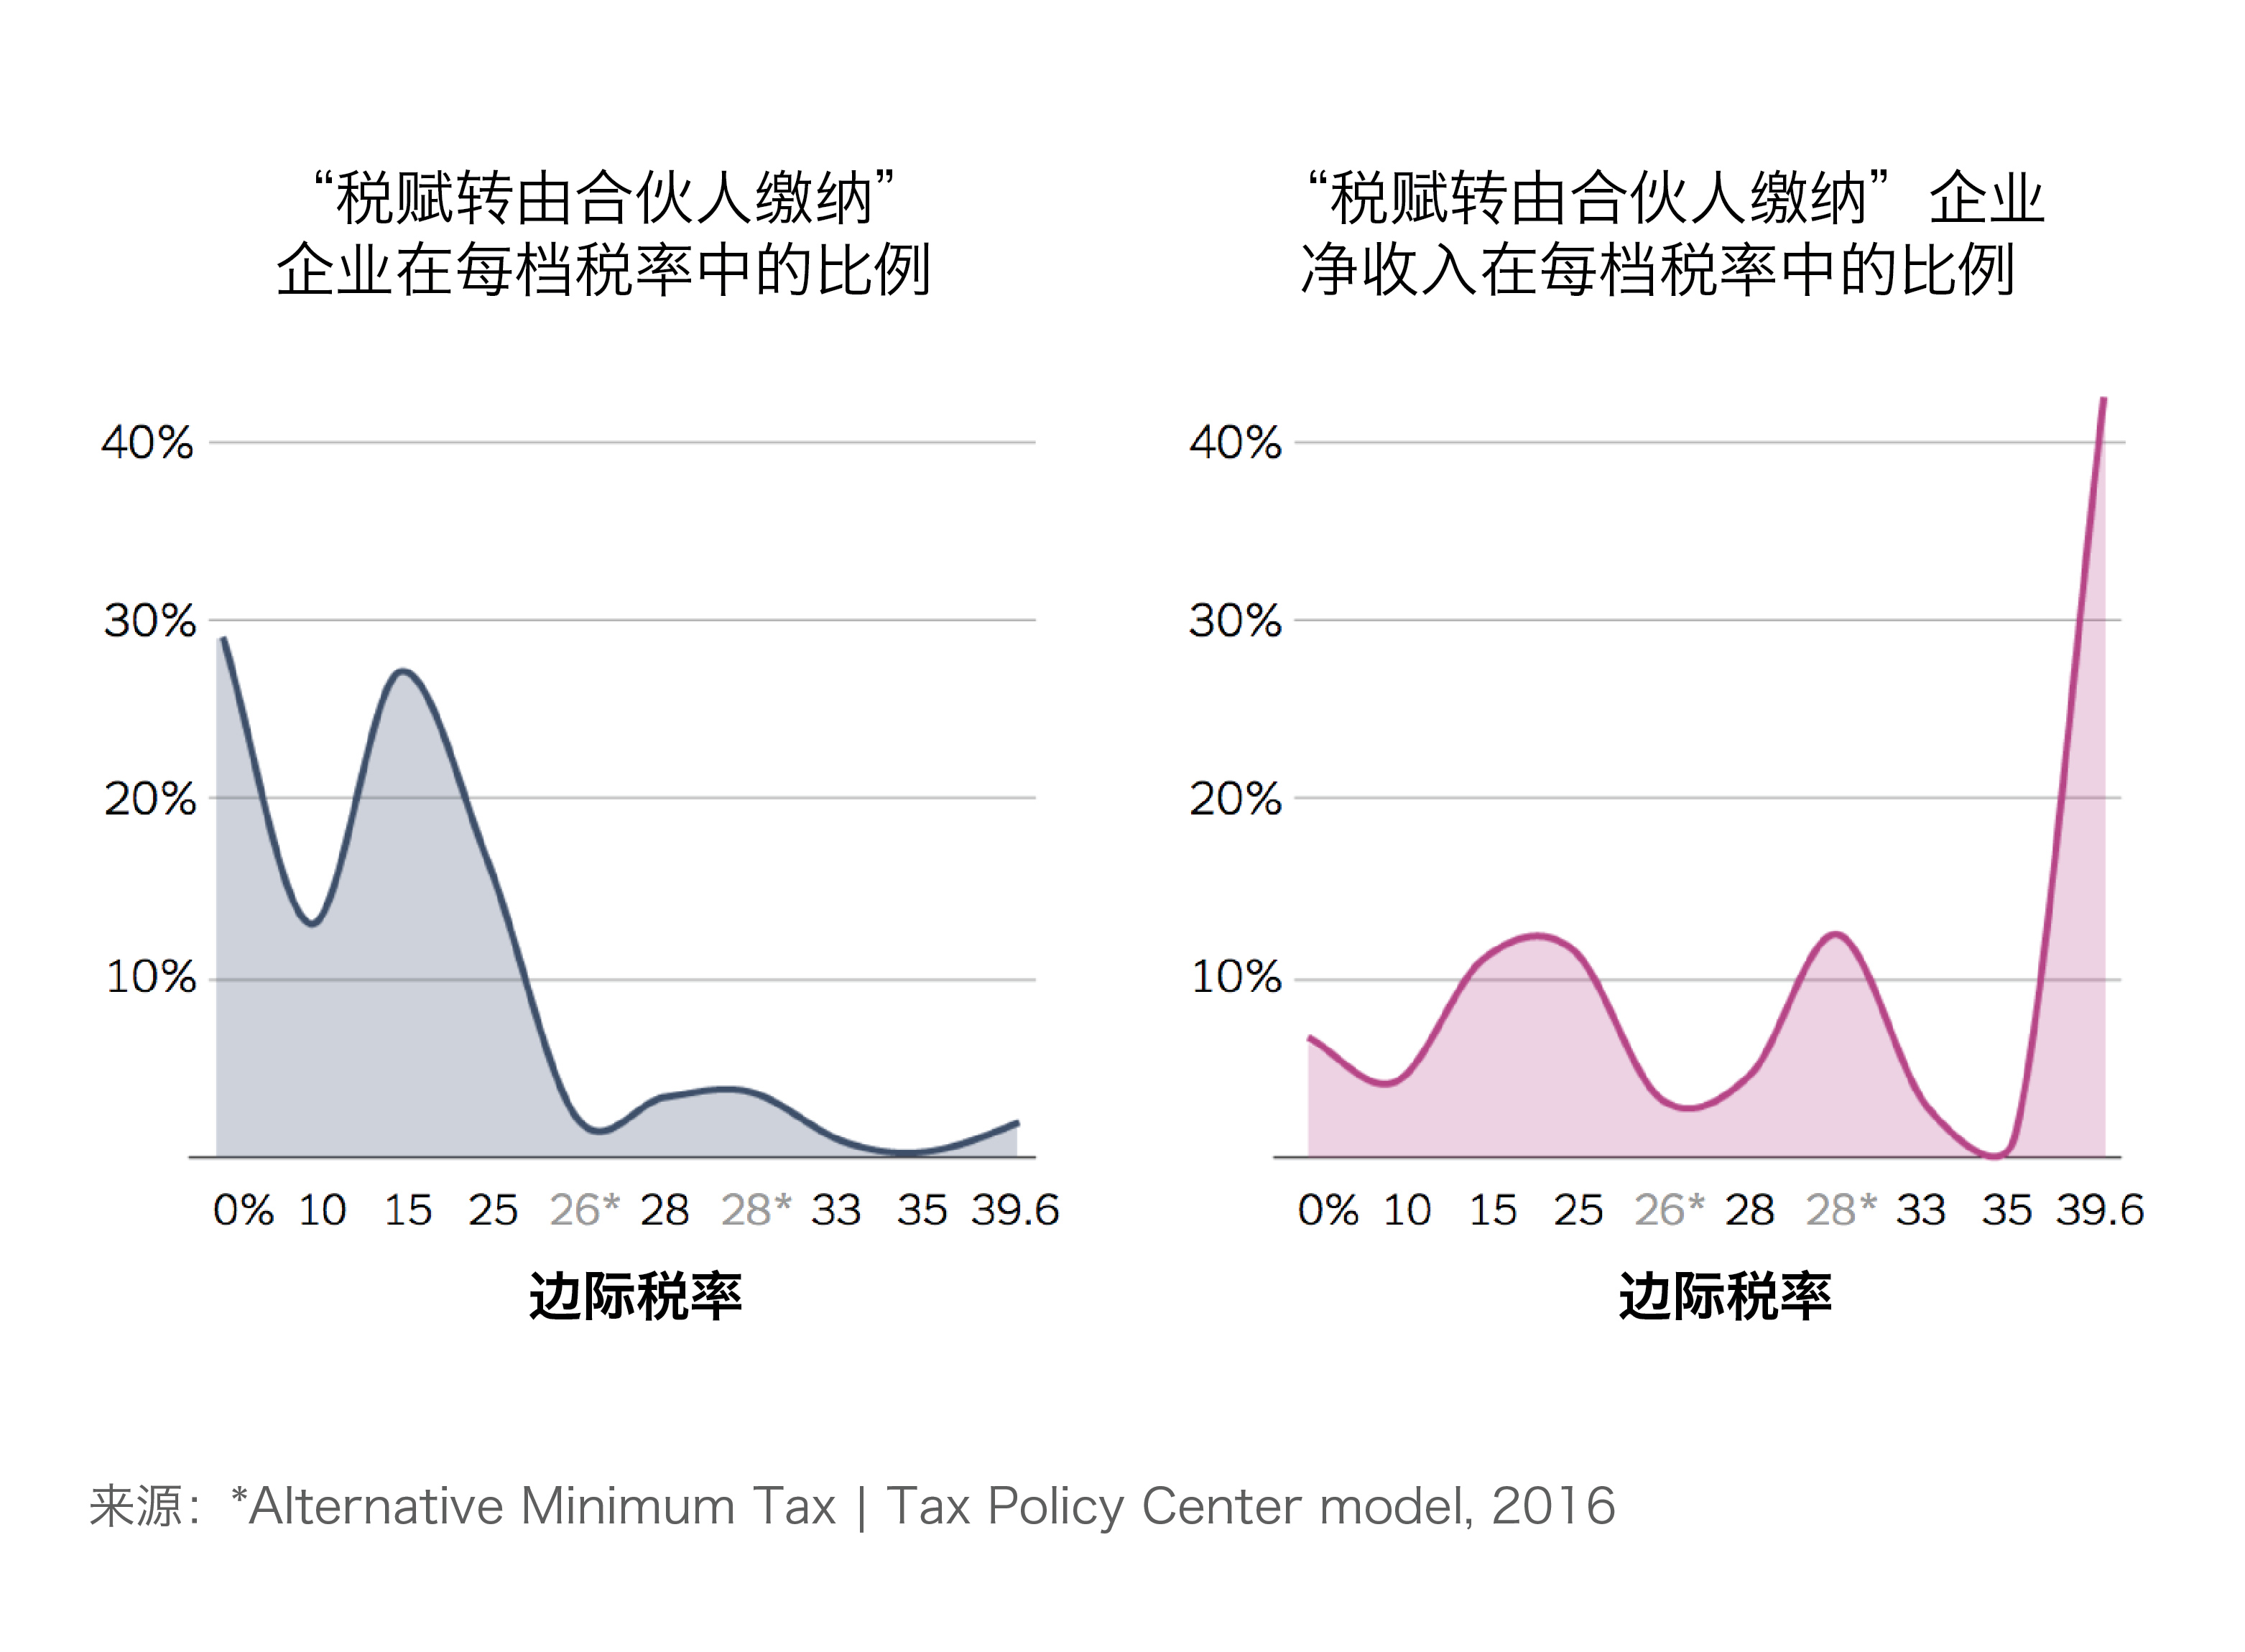 “税赋转由合伙人缴纳”
企业在每档税率中的比例
40%
30%
20%
10%
0% 10 15 25 26* 28 28* 33 35 39.6
边际税率
“税赋转由合伙人缴纳” 企业
净收入在每档税率中的比例
40%
30%
20%
10%
0% 10 15 25 26* 28 28* 33 35 39.6
边际税率
来源：*Alternative Minimum Tax | Tax Policy Center model, 2016